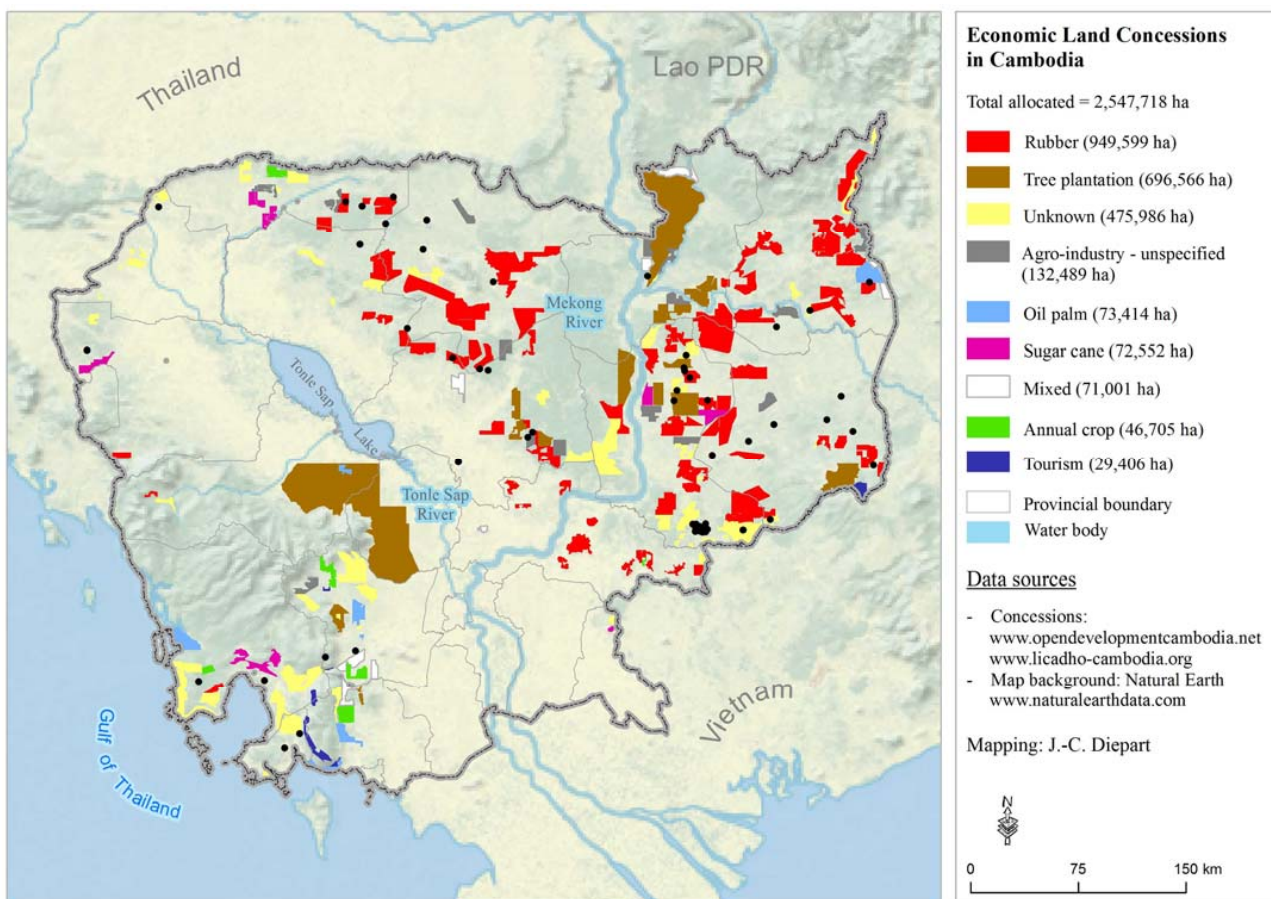 Thailand
Lao PDR
Mekong
River
Tonle Sap
Lake
Tonle Sap
River
Vietnam
Gulf of Thailand
Economic Land Concessions
in Cambodia
Total allocated = 2,547,718 ha
Rubber (949,599 ha)
Tree plantation (696,566 ha)
Unknown (475,986 ha)
Agro-industry - unspecified
(132,489 ha)
Oil palm (73,414 ha)
Sugar cane (72,552 ha)
Mixed (71,001 ha)
Annual crop (46,705 ha)
Tourism (29,406 ha)
Provincial boundary
Water body
Data sources
- Concessions:
www.opendevelopmentcambodia.net
www.licadho-cambodia.org
- Map background: Natural Earth
www.naturalearthdata.com
Mapping: J.-C. Diepart
N
0 75 150 km